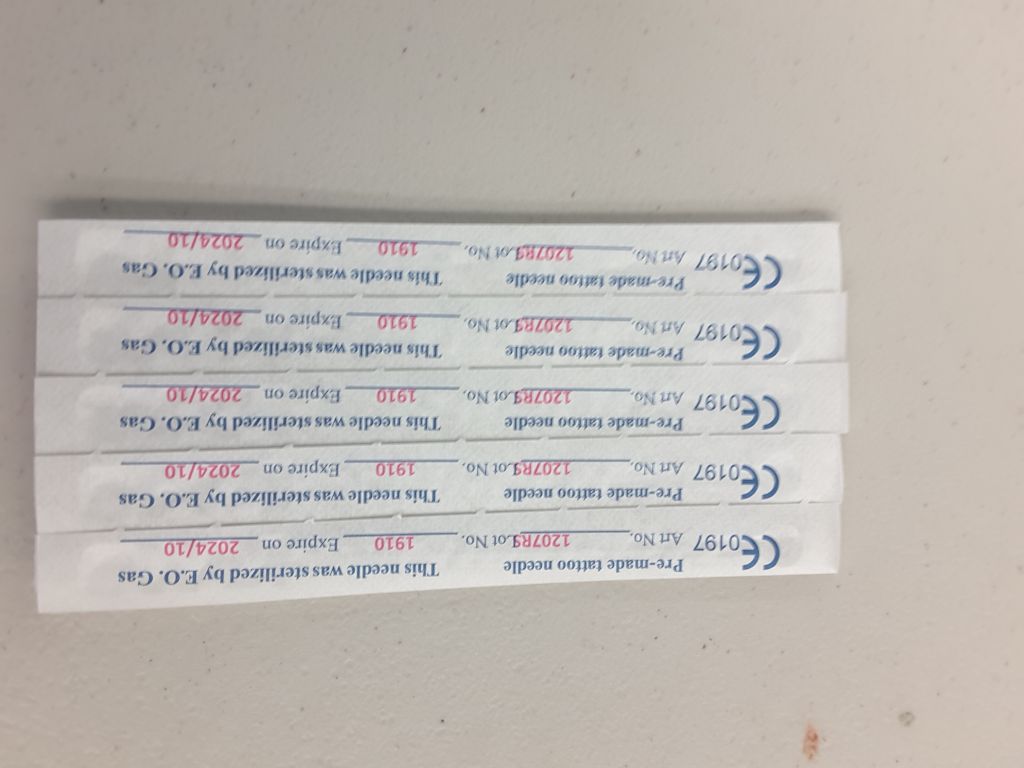 CE0197 Pre-made tattoo needle This needle was sterilized by E.O. Gas
Art No. 1207RS Lot No. 1910 Expire on 2024/10
CE0197 Pre-made tattoo needle This needle was sterilized by E.O. Gas
Art No. 1207RS Lot No. 1910 Expire on 2024/10
CE0197 Pre-made tattoo needle This needle was sterilized by E.O. Gas
Art No. 1207RS Lot No. 1910 Expire on 2024/10
CE0197 Pre-made tattoo needle This needle was sterilized by E.O. Gas
Art No. 1207RS Lot No. 1910 Expire on 2024/10
CE0197 Pre-made tattoo needle This needle was sterilized by E.O. Gas
Art No. 1207RS Lot No. 1910 Expire on 2024/10